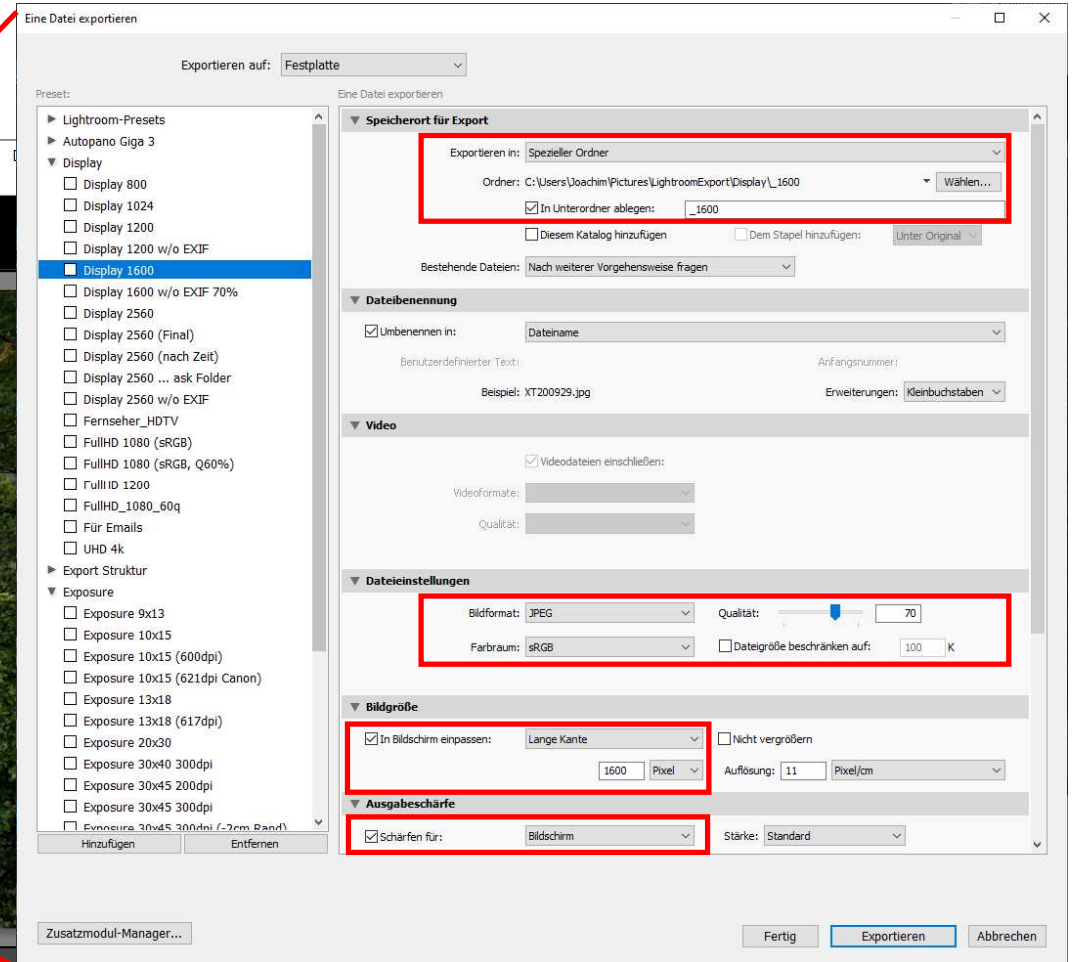 Eine Datei exportieren
Exportieren auf: Festplatte
Preset:
Lightroom-Presets
Autopano Giga 3
Display
Display 800
Display 1024
Display 1200
Display 1200 w/o EXIF
Display 1600
Display 1600 w/o EXIF 70%
Display 2560
Display 2560 (Final)
Display 2560 (nach Zeit)
Display 2560 ... ask Folder
Display 2560 w/o EXIF
Fernseher_HDTV
FullHD 1080 (sRGB)
FullHD 1080 (sRGB, Q60%)
FullHD 1200
FullHD_1080_60q
Für Emails
UHD 4k
Export Struktur
Exposure
Exposure 9x13
Exposure 10x15
Exposure 10x15 (600dpi)
Exposure 10x15 (621dpi Canon)
Exposure 13x18
Exposure 13x18 (617dpi)
Exposure 20x30
Exposure 30x40 300dpi
Exposure 30x45 200dpi
Exposure 30x45 300dpi
Exposure 30x45 300dpi (-2cm Rand)
Hinzufügen Entfernen
Eine Datei exportieren
Speicherort für Export
Exportieren in: Spezieller Ordner
Ordner: C:\Users\Joachim\Pictures\LightroomExport\Display\_1600 Wählen...
In Unterordner ablegen: _1600
Diesem Katalog hinzufügen Dem Stapel hinzufügen: Unter Original
Bestehende Dateien: Nach weiterer Vorgehensweise fragen
Dateibenennung
Umbenennen in: Dateiname
Benutzerdefinierter Text: Anfangsnummer:
Beispiel: XT200929.jpg Erweiterungen: Kleinbuchstaben
Video
Videodateien einschließen:
Videoformate:
Qualität:
Dateieinstellungen
Bildformat: JPEG Qualität: 70
Farbraum: sRGB Dateigröße beschränken auf: 100 K
Bildgröße
In Bildschirm einpassen: Lange Kante Nicht vergrößern
1600 Pixel Auflösung: 11 Pixel/cm
Ausgabeschärfe
Schärfen für: Bildschirm Stärke: Standard
Zusatzmodul-Manager... Fertig Exportieren Abbrechen